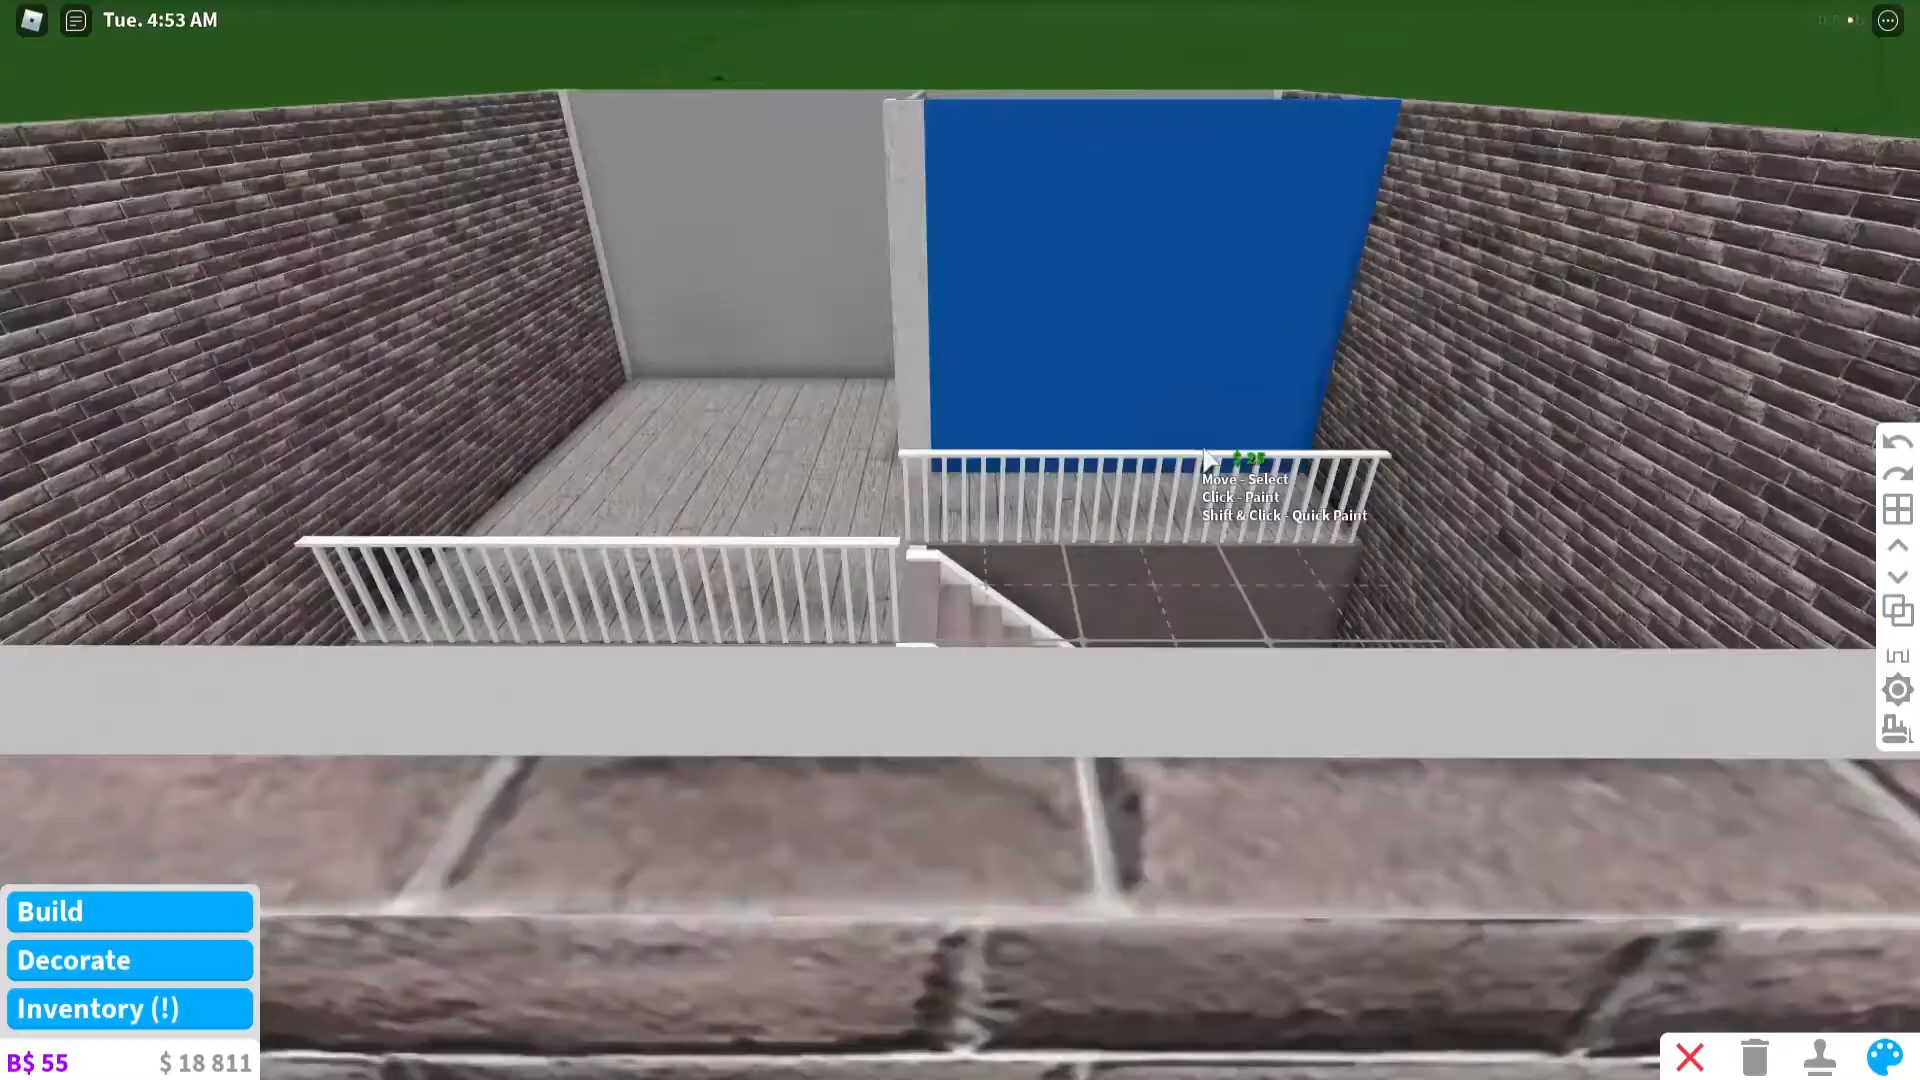 Tue. 4:53 AM
$ 25
Move - Select
Click - Paint
Shift & Click - Quick Paint
Build
Decorate
Inventory (!)
B$ 55
$ 18 811